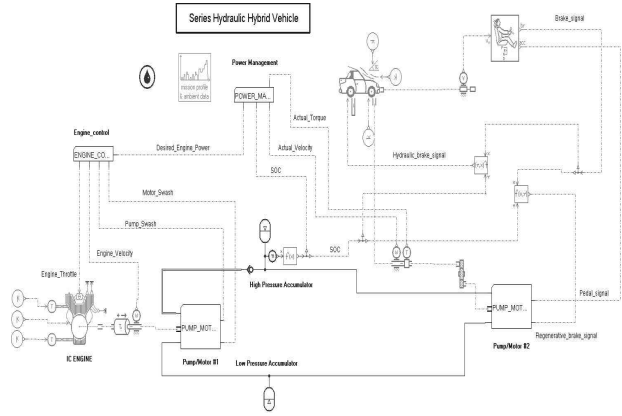 Series Hydraulic Hybrid Vehicle
Brake_signal
Power Management
mission profile
& ambient data
POWER_MA...
Actual_Torque
Engine_control
ENGINE_CO...
Desired_Engine_Power
Actual_Velocity
Hydraulic_brake_signal
SOC
Motor_Swash
Pump_Swash
Engine_Velocity
SOC
Engine_Throttle
High Pressure Accumulator
PUMP_MOT...
PUMP_MOT...
Pedal_signal
Regenerative_brake_signal
IC ENGINE
Pump/Motor #1
Low Pressure Accumulator
Pump/Motor #2